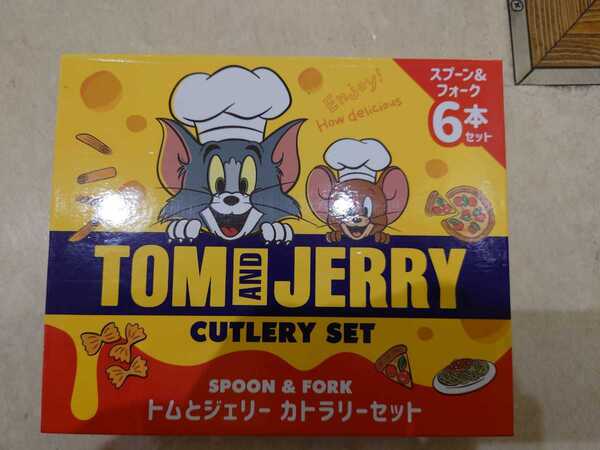 Enjoy!
How delicious
スプーン&
フォーク
6本
セット
TOM AND JERRY
CUTLERY SET
SPOON & FORK
トムとジェリー カトラリーセット